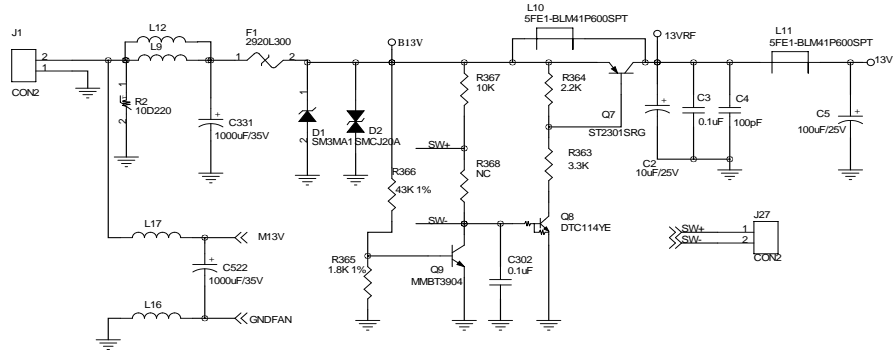 L10
5FE1-BLM41P600SPT
L12
J1
L9
F1
2920L300
B13V
13VRF
L11
5FE1-BLM41P600SPT
13V
2
1
1
2
CON2
R2
10D220
1
2
C331
1000uF/35V
+
1
2
D1
SM3MA1
D2
SMCJ20A
R367
10K
R364
2.2K
Q7
ST2301SRG
C3
0.1uF
C4
100pF
C2
10uF/25V
+
C5
100uF/25V
+
SW+
R366
43K 1%
R368
NC
R363
3.3K
SW-
Q8
DTC114YE
L17
M13V
C522
1000uF/35V
+
L16
GNDFAN
R365
1.8K 1%
Q9
MMBT3904
C302
0.1uF
J27
SW+
1
SW-
2
CON2